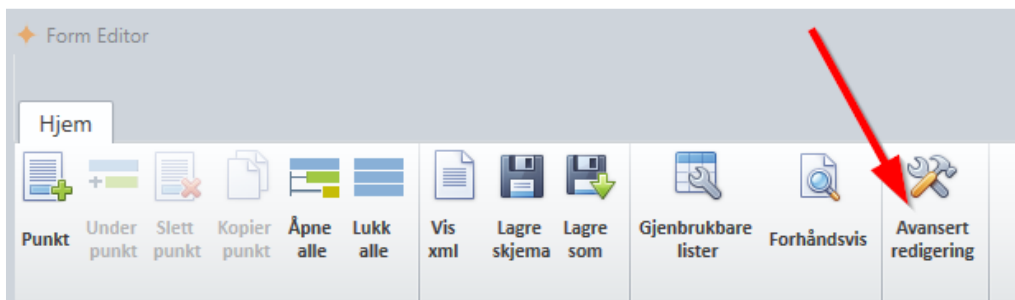 Form Editor
Hjem
Punkt
Under punkt
Slett punkt
Kopier punkt
Åpne alle
Lukk alle
Vis xml
Lagre skjema
Lagre som
Gjenbrukbare lister
Forhåndsvis
Avansert redigering